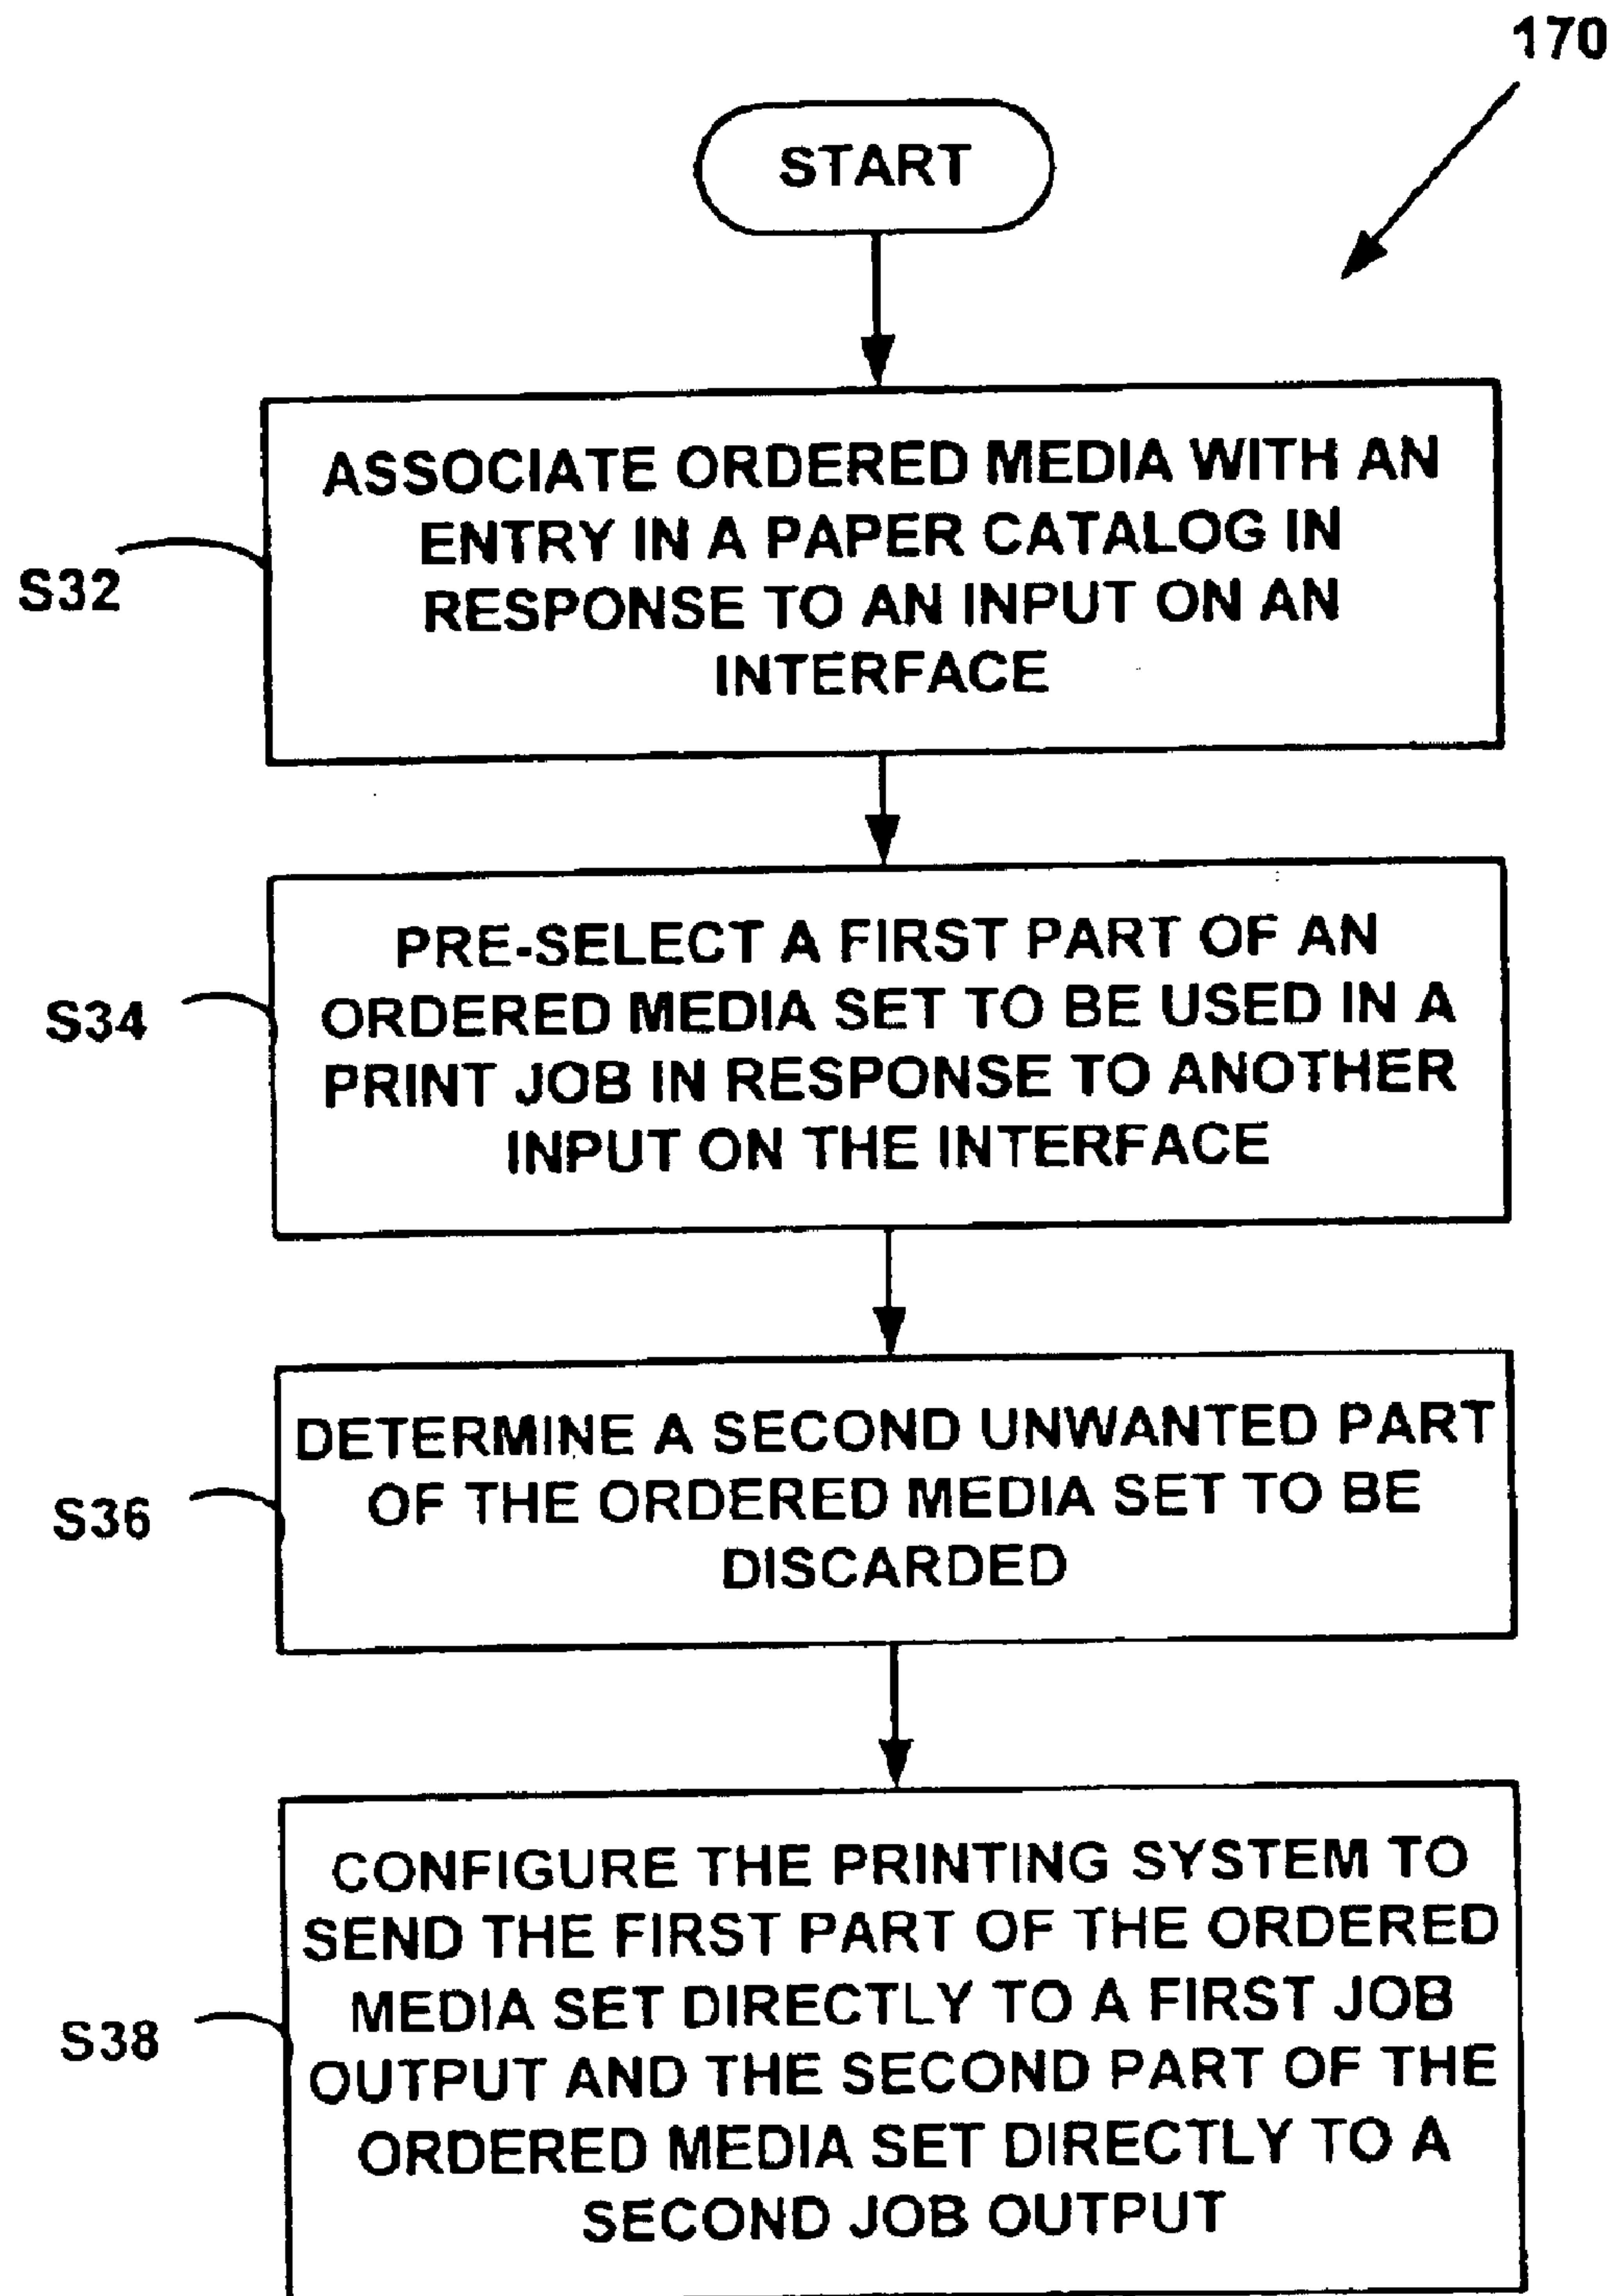 170
START
ASSOCIATE ORDERED MEDIA WITH AN
ENTRY IN A PAPER CATALOG IN
RESPONSE TO AN INPUT ON AN
INTERFACE
S32
PRE-SELECT A FIRST PART OF AN
ORDERED MEDIA SET TO BE USED IN A
PRINT JOB IN RESPONSE TO ANOTHER
INPUT ON THE INTERFACE
S34
DETERMINE A SECOND UNWANTED PART
OF THE ORDERED MEDIA SET TO BE
DISCARDED
S36
CONFIGURE THE PRINTING SYSTEM TO
SEND THE FIRST PART OF THE ORDERED
MEDIA SET DIRECTLY TO A FIRST JOB
OUTPUT AND THE SECOND PART OF THE
ORDERED MEDIA SET DIRECTLY TO A
SECOND JOB OUTPUT
S38